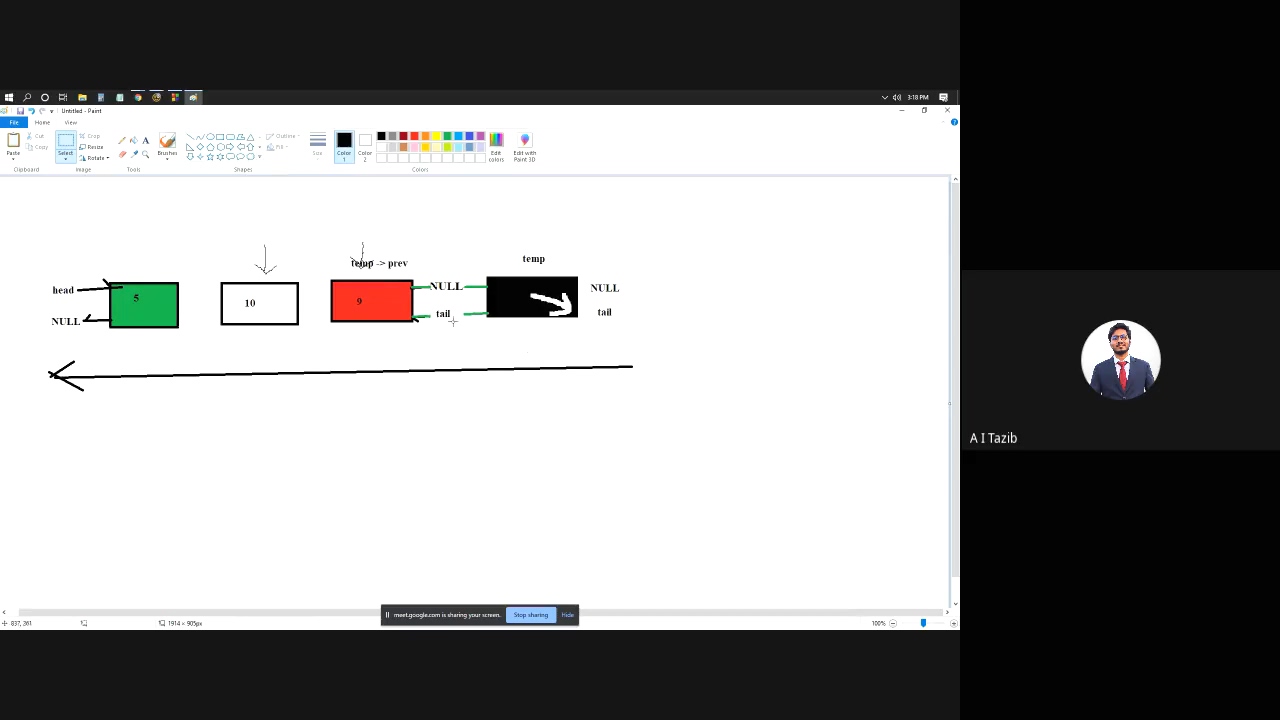 3:18 PM
Untitled - Paint
File Home View
Cut
Copy
Paste
Clipboard
Select
Crop
Resize
Rotate
Image
A
Tools
Brushes
Outline
Fill
Shapes
Size
Color 1
Color 2
Edit colors
Edit with Paint 3D
Colors
temp -> prev
temp
head
5
10
9
NULL
NULL
NULL
tail
tail
A I Tazib
meet.google.com is sharing your screen.
Stop sharing
Hide
837, 361
1914 × 905px
100%